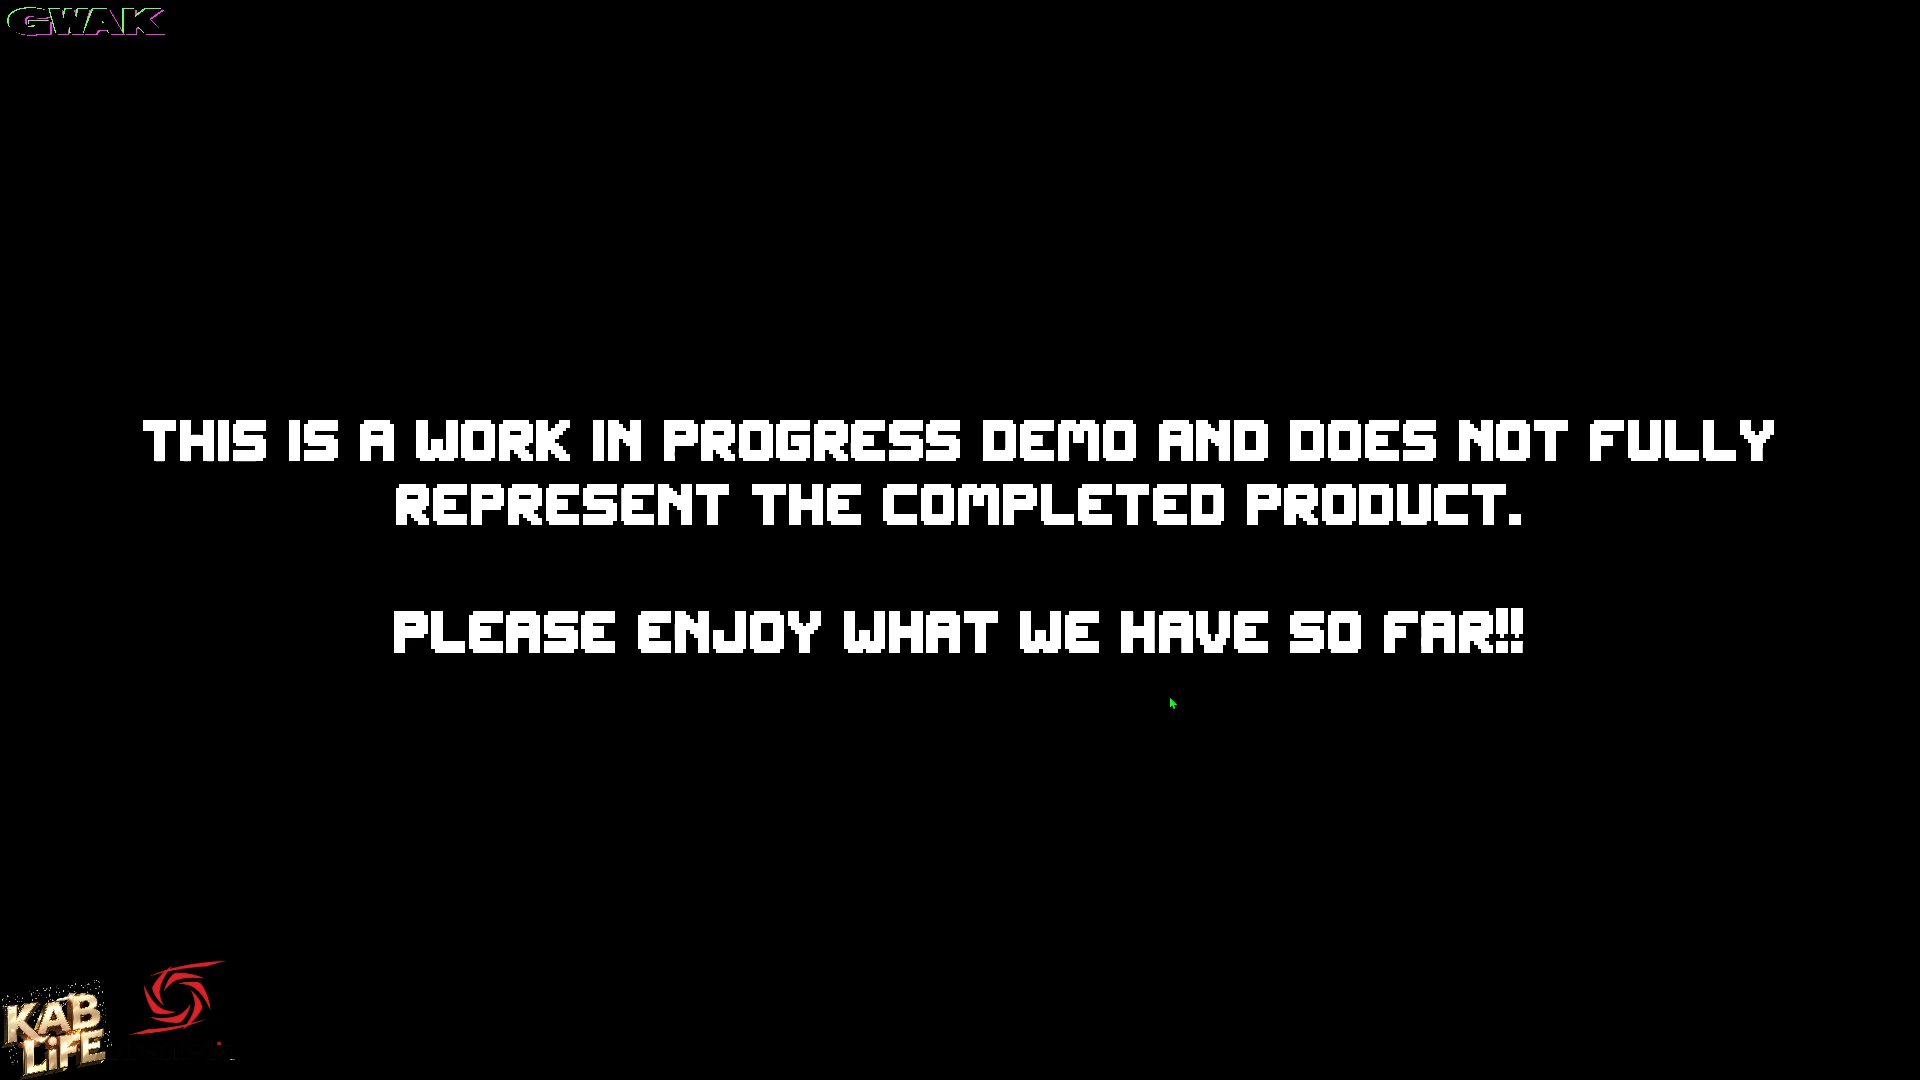 GWAK
THIS IS A WORK IN PROGRESS DEMO AND DOES NOT FULLY
REPRESENT THE COMPLETED PRODUCT.
PLEASE ENJOY WHAT WE HAVE SO FAR!!
KAB
LiFE